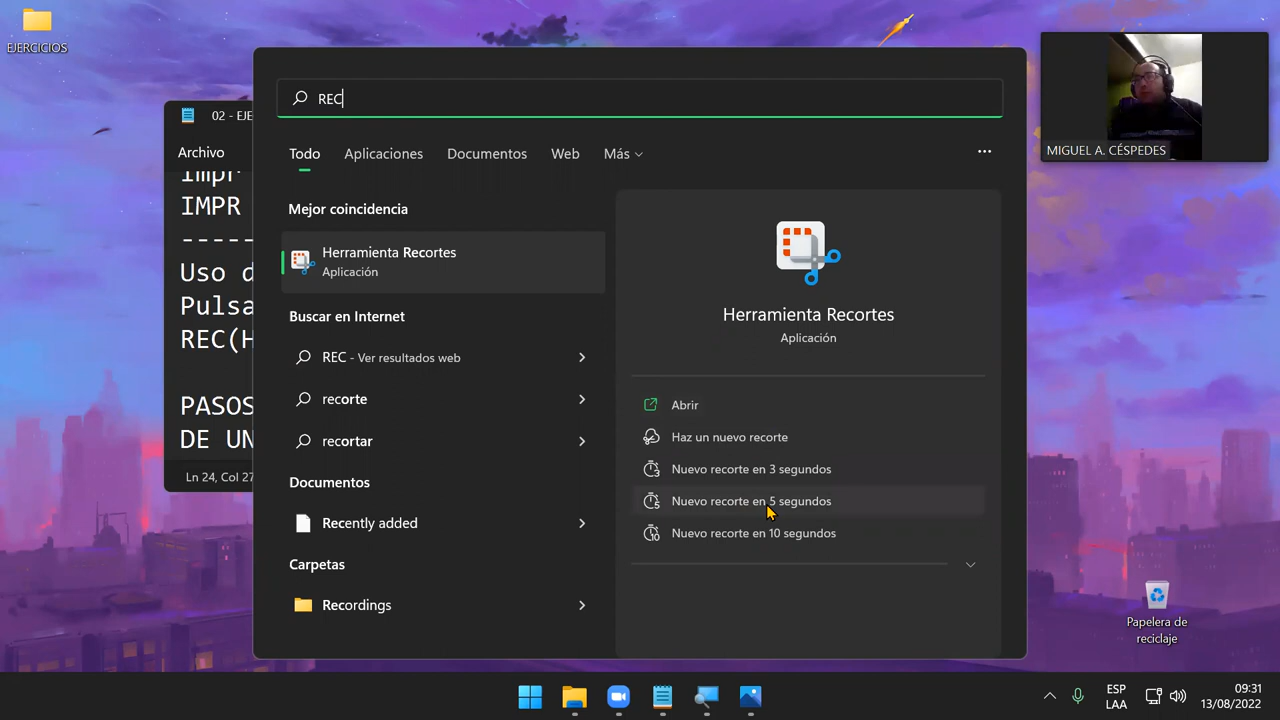 EJERCICIOS
02 - EJE
Archivo
Impr
IMPR
-----
Uso d
Pulsa
REC(H
PASOS
DE UN
Ln 24, Col 27
REC
Todo
Aplicaciones
Documentos
Web
Más
Mejor coincidencia
Herramienta Recortes
Aplicación
Buscar en Internet
REC - Ver resultados web
recorte
recortar
Documentos
Recently added
Carpetas
Recordings
Herramienta Recortes
Aplicación
Abrir
Haz un nuevo recorte
Nuevo recorte en 3 segundos
Nuevo recorte en 5 segundos
Nuevo recorte en 10 segundos
MIGUEL A. CÉSPEDES
Papelera de
reciclaje
ESP
LAA
09:31
13/08/2022